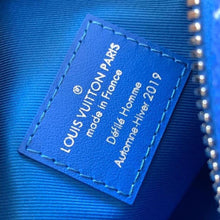 LOUIS VUITTON PARIS
made in France
Défilé Homme
Automne-Hiver 2019